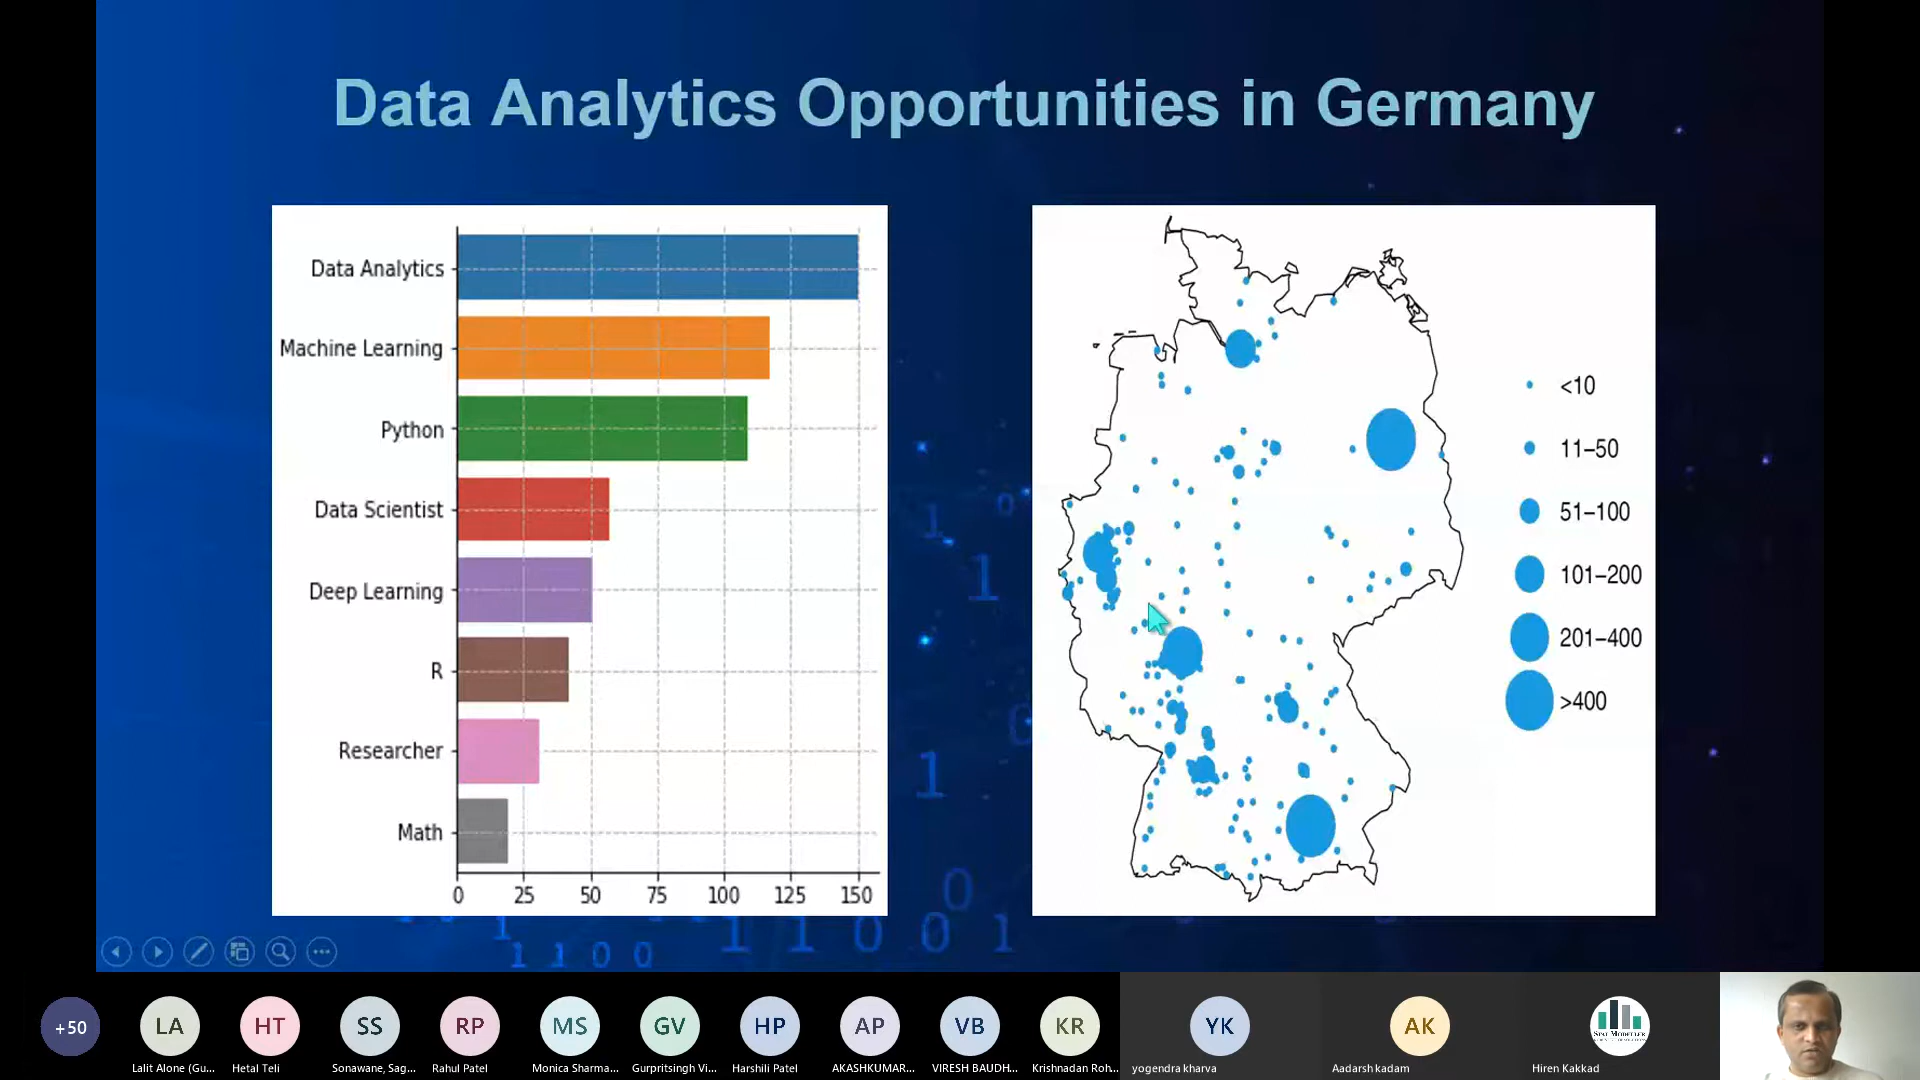 Data Analytics Opportunities in Germany
Data Analytics
Machine Learning
Python
Data Scientist
Deep Learning
R
Researcher
Math
0 25 50 75 100 125 150
<10
11–50
51–100
101–200
201–400
>400
+50
LA
HT
SS
RP
MS
GV
HP
AP
VB
KR
YK
AK
Lalit Alone (Gu...
Hetal Teli
Sonawane, Sag...
Rahul Patel
Monica Sharma...
Gurpritsingh Vi...
Harshili Patel
AKASHKUMAR...
VIRESH BAUDH...
Krishnadan Roh...
yogendra kharva
Aadarsh kadam
Hiren Kakkad